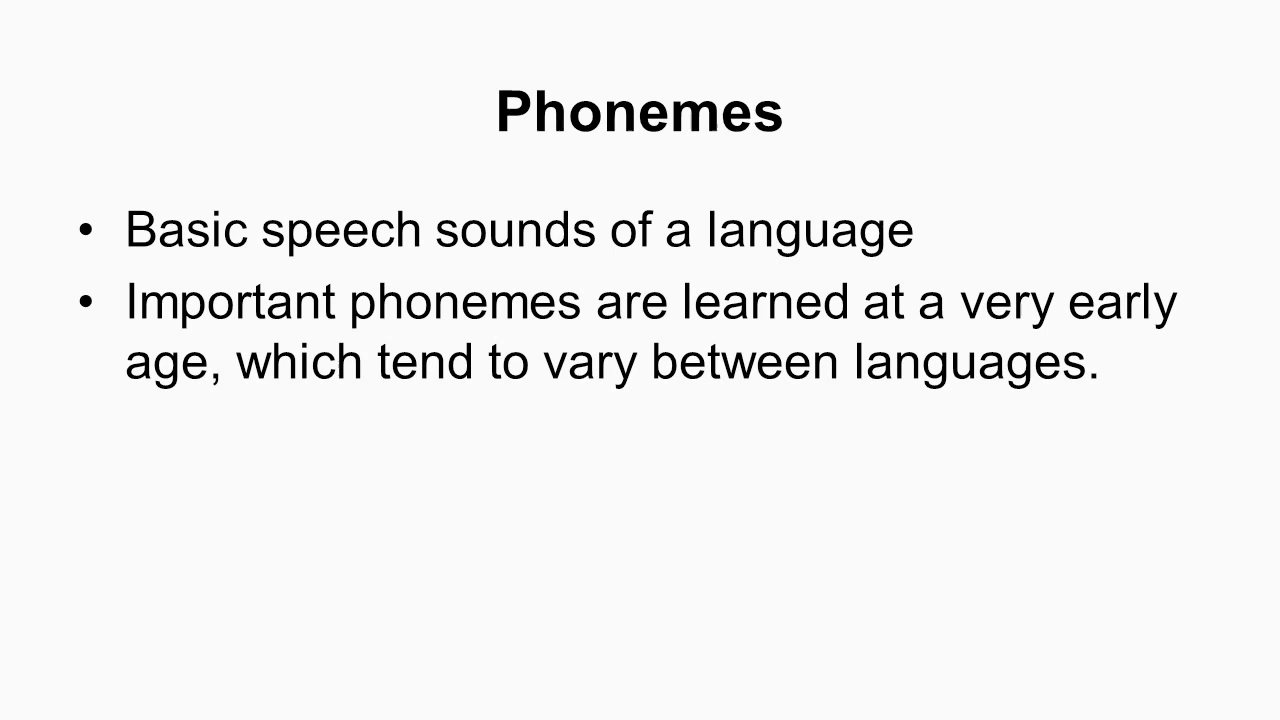 Phonemes
• Basic speech sounds of a language
• Important phonemes are learned at a very early
age, which tend to vary between languages.